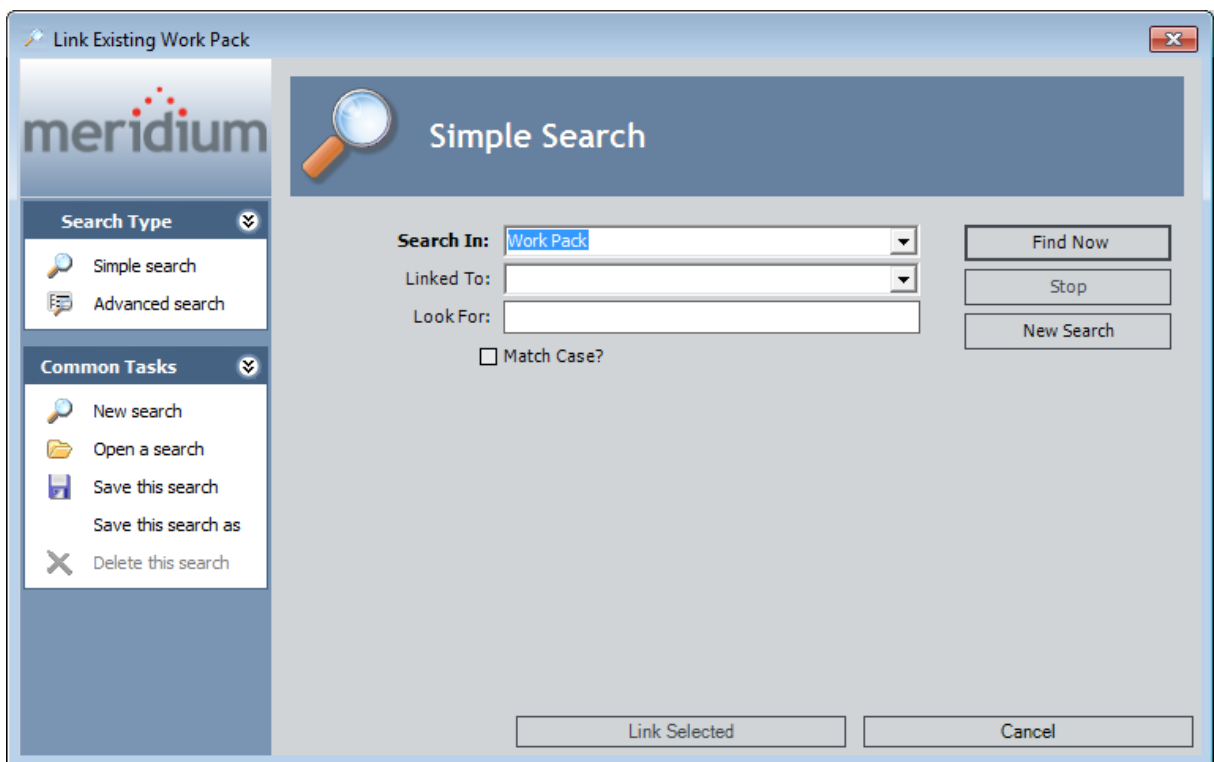 Link Existing Work Pack
meridium
Simple Search
Search Type
Simple search
Advanced search
Common Tasks
New search
Open a search
Save this search
Save this search as
Delete this search
Search In: Work Pack
Linked To:
Look For:
Match Case?
Find Now
Stop
New Search
Link Selected
Cancel